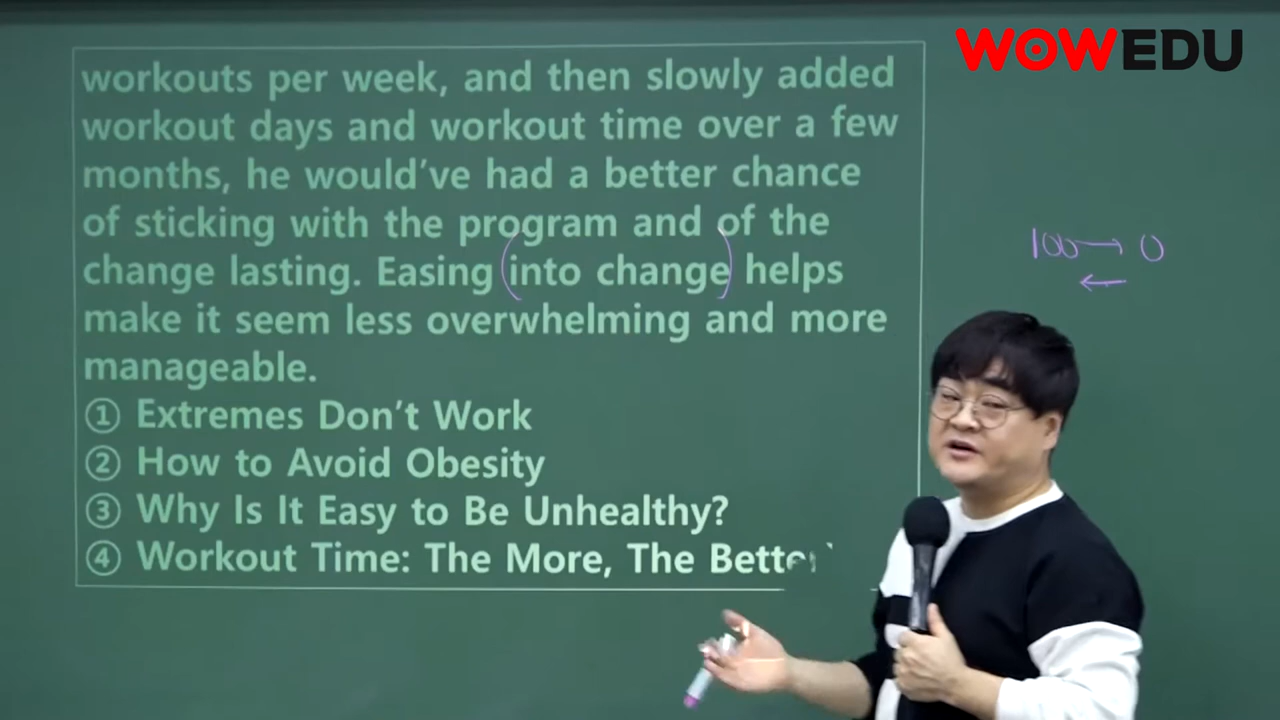 WOWEDU
workouts per week, and then slowly added
workout days and workout time over a few
months, he would've had a better chance
of sticking with the program and of the
change lasting. Easing (into change) helps
make it seem less overwhelming and more
manageable.
① Extremes Don't Work
② How to Avoid Obesity
③ Why Is It Easy to Be Unhealthy?
④ Workout Time: The More, The Better
100 → 0
←